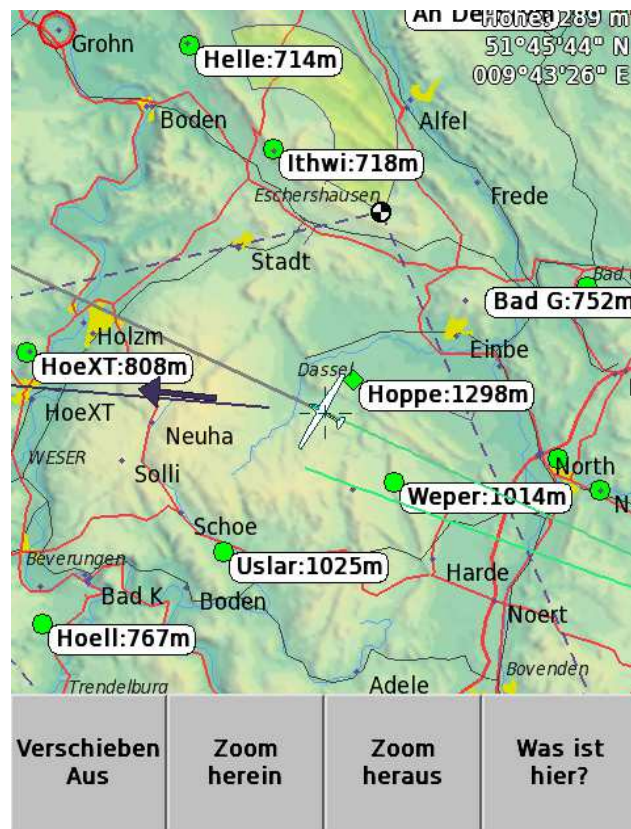 Grohn
Höhe: 289 m
51°45'44" N
009°43'26" E
Helle:714m
Boden
Alfel
Ithwi:718m
Eschershausen
Frede
Stadt
Bad G:752m
Holzm
Einbe
HoeXT:808m
Dassel
Hoppe:1298m
HoeXT
Neuha
WESER
Solli
North
Weper:1014m
Schoe
Uslar:1025m
Beverungen
Harde
Bad K
Boden
Noert
Hoell:767m
Bovenden
Trendelburg
Adele
Verschieben
Aus
Zoom
herein
Zoom
heraus
Was ist
hier?